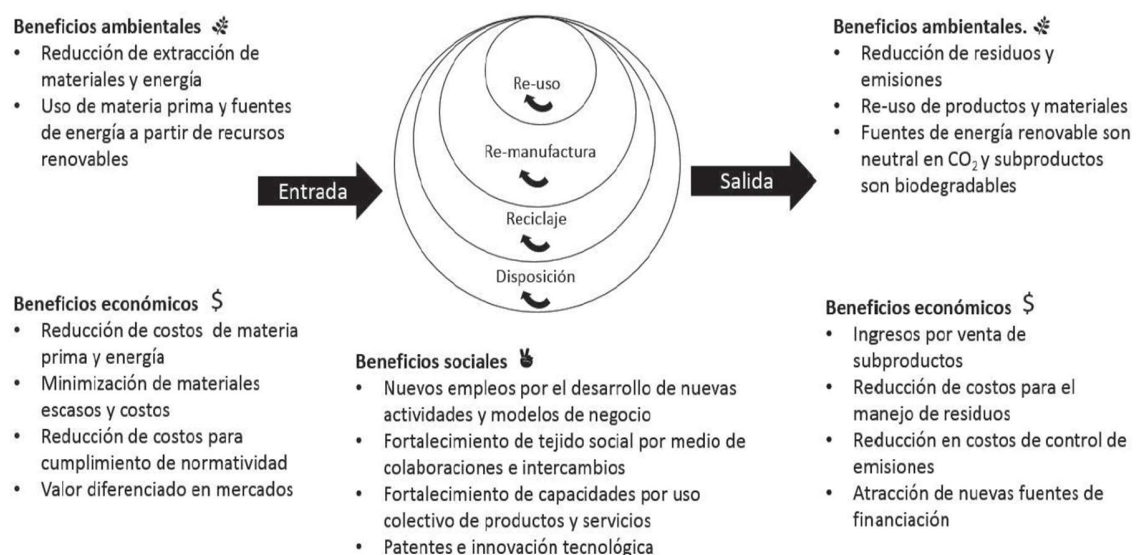 Beneficios ambientales
• Reducción de extracción de
materiales y energía
• Uso de materia prima y fuentes
de energía a partir de recursos
renovables
Entrada
Beneficios económicos $
• Reducción de costos de materia
prima y energía
• Minimización de materiales
escasos y costos
• Reducción de costos para
cumplimiento de normatividad
• Valor diferenciado en mercados
Re-uso
Re-manufactura
Reciclaje
Disposición
Beneficios sociales
• Nuevos empleos por el desarrollo de nuevas
actividades y modelos de negocio
• Fortalecimiento de tejido social por medio de
colaboraciones e intercambios
• Fortalecimiento de capacidades por uso
colectivo de productos y servicios
• Patentes e innovación tecnológica
Salida
Beneficios ambientales.
• Reducción de residuos y
emisiones
• Re-uso de productos y materiales
• Fuentes de energía renovable son
neutral en CO₂ y subproductos
son biodegradables
Beneficios económicos $
• Ingresos por venta de
subproductos
• Reducción de costos para el
manejo de residuos
• Reducción en costos de control de
emisiones
• Atracción de nuevas fuentes de
financiación